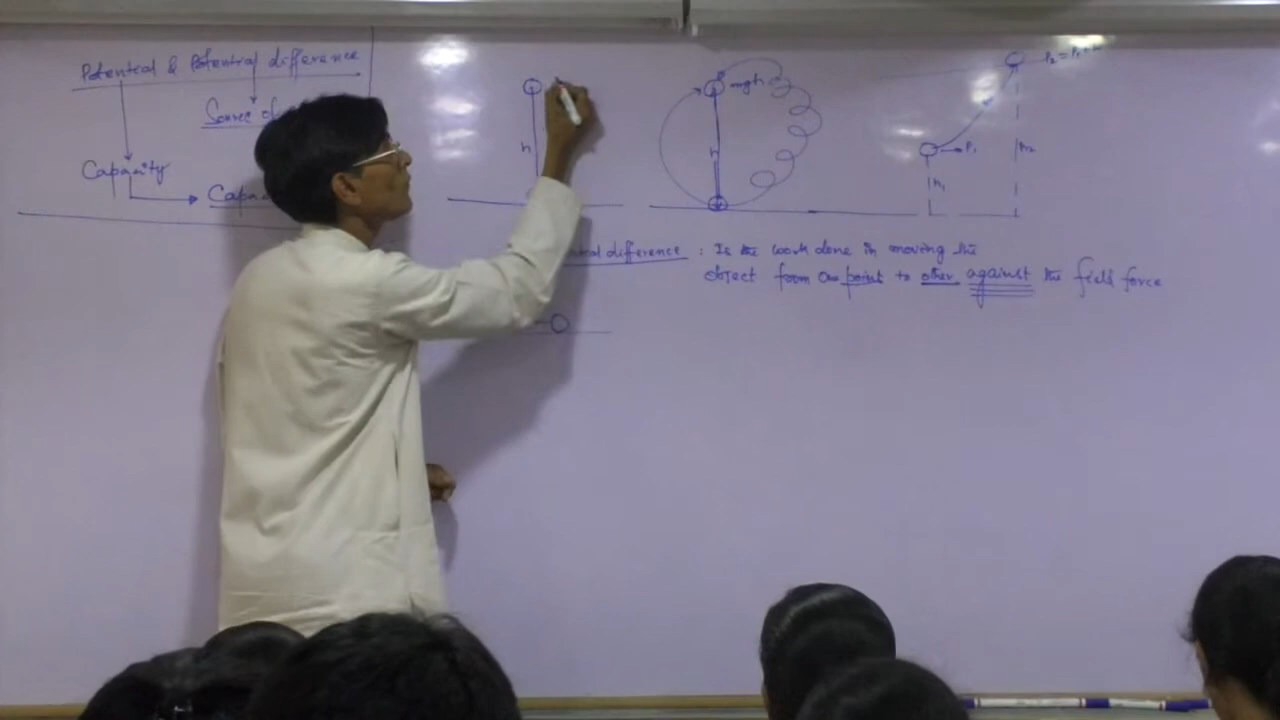 Potential & Potential difference
Source of
Capacity
h
mgh
h
P₁
h₁
h₂
difference : Is the work done in moving the
object from one point to other against the field force